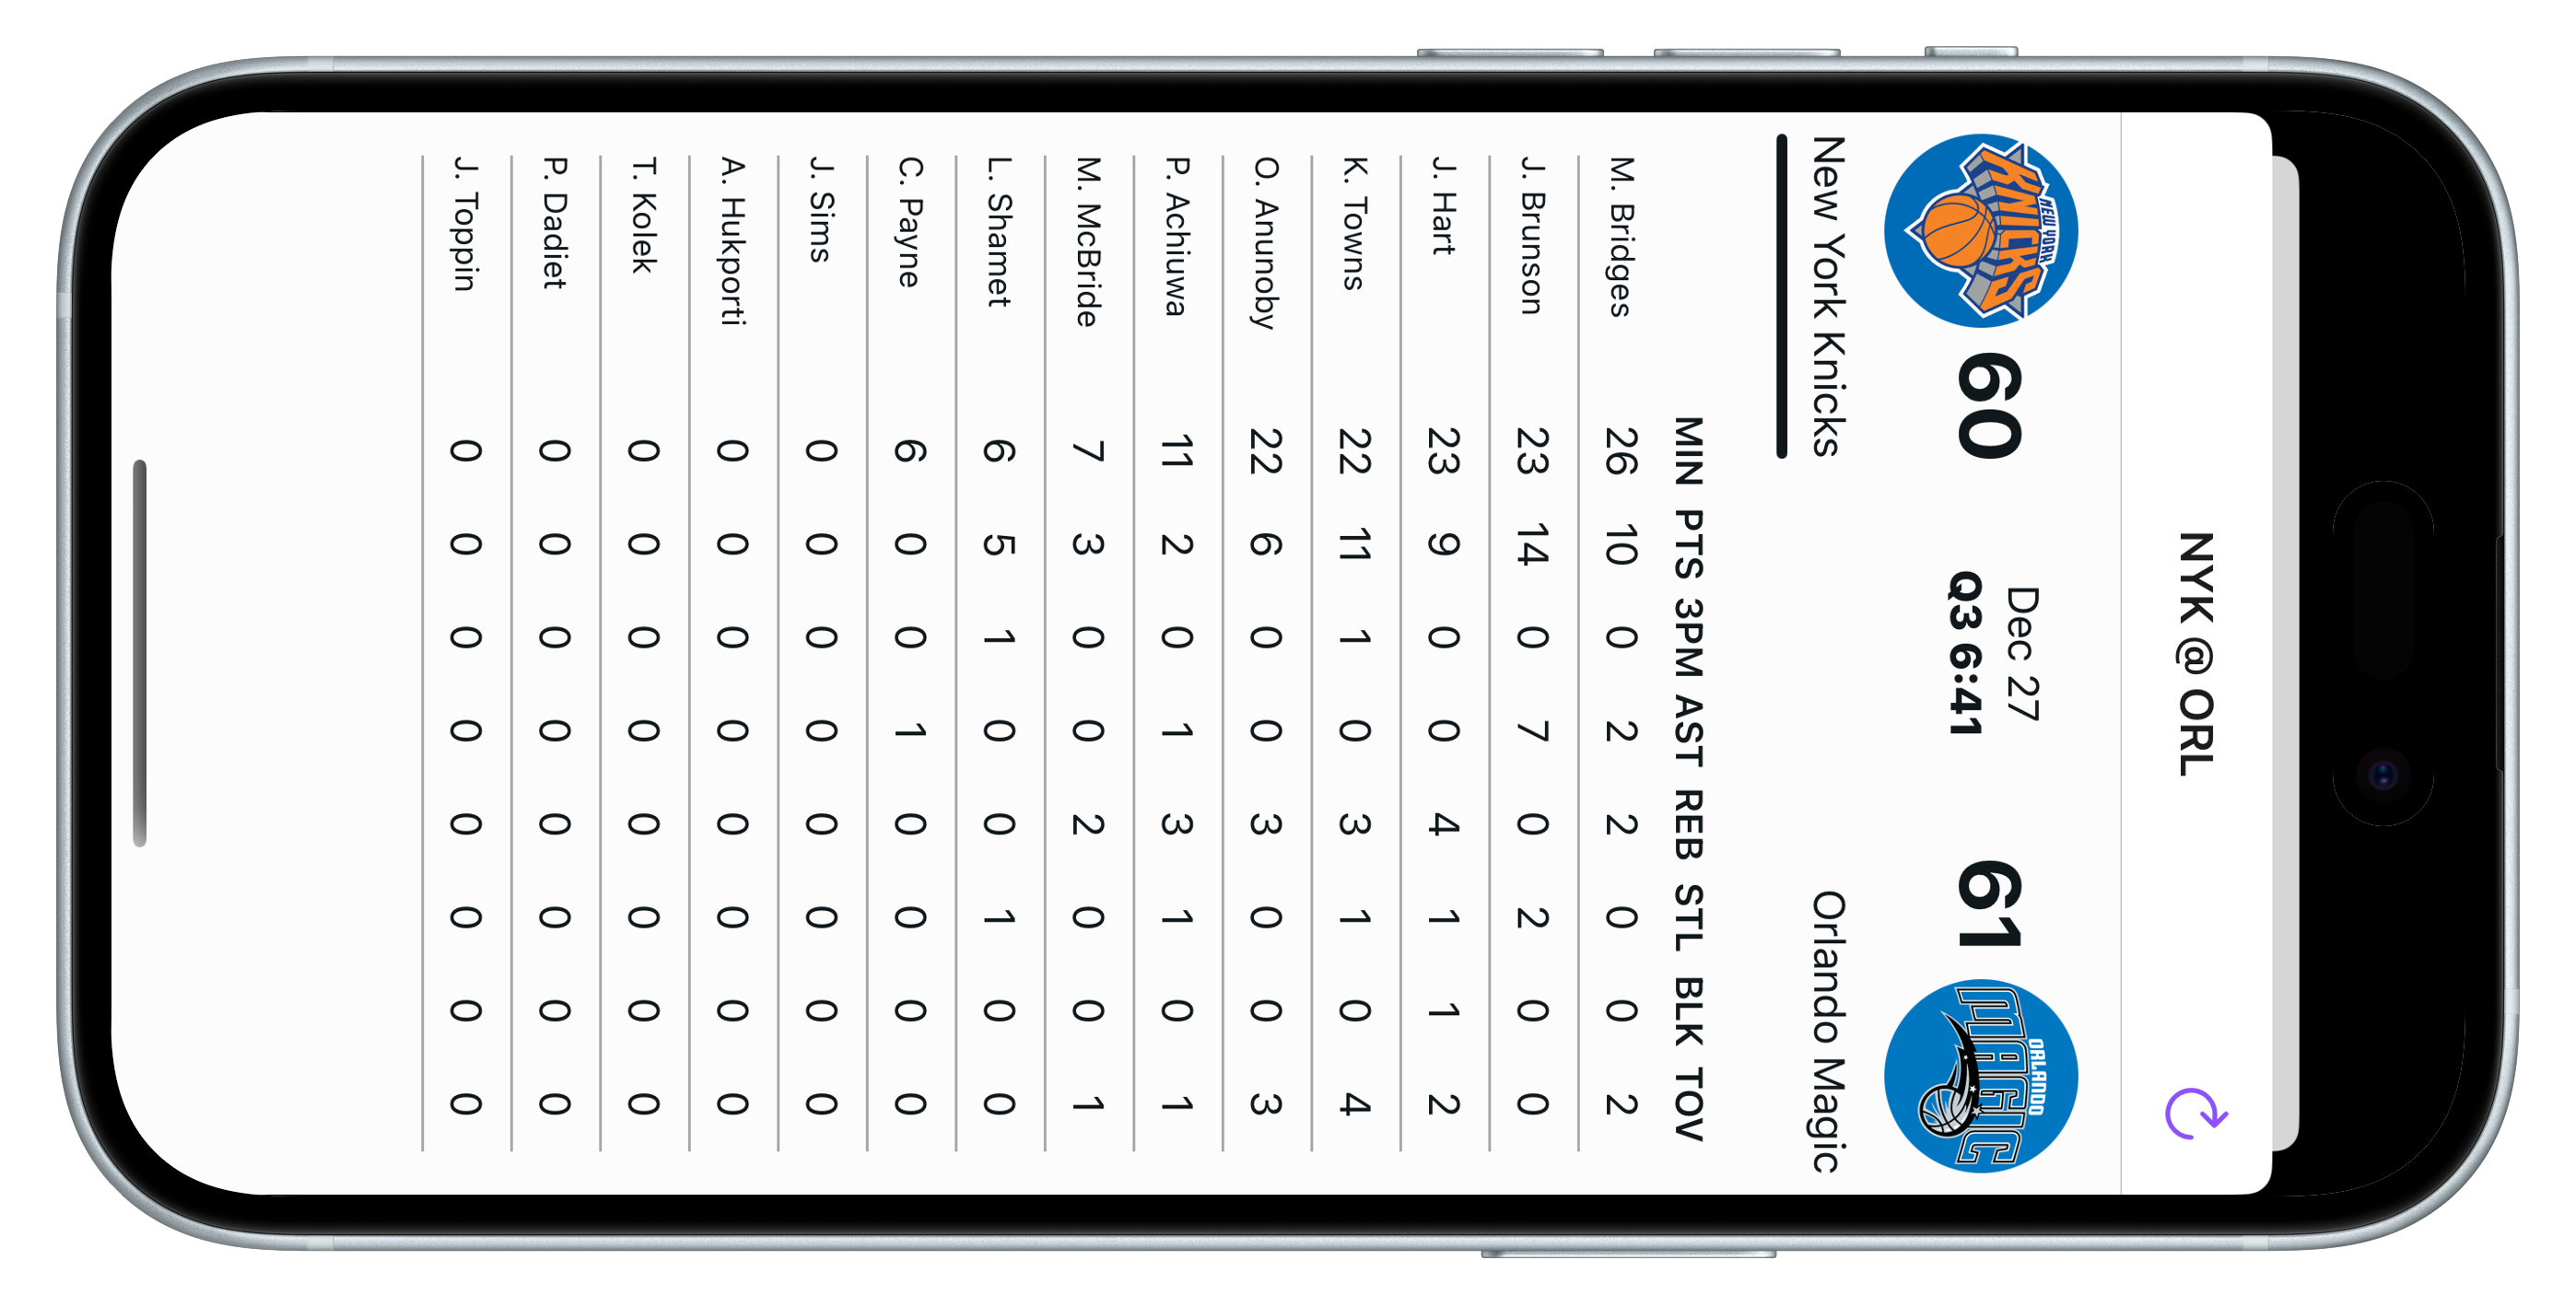 NYK @ ORL
NEW YORK
KNICKS
60
Dec 27
Q3 6:41
61
ORLANDO
MAGIC
New York Knicks Orlando Magic
MIN PTS 3PM AST REB STL BLK TOV
M. Bridges 26 10 0 2 2 0 0 2
J. Brunson 23 14 0 7 0 2 0 0
J. Hart 23 9 0 0 4 1 1 2
K. Towns 22 11 1 0 3 1 0 4
O. Anunoby 22 6 0 0 3 0 0 3
P. Achiuwa 11 2 0 1 3 1 0 1
M. McBride 7 3 0 0 2 0 0 1
L. Shamet 6 5 1 0 0 1 0 0
C. Payne 6 0 0 1 0 0 0 0
J. Sims 0 0 0 0 0 0 0 0
A. Hukporti 0 0 0 0 0 0 0 0
T. Kolek 0 0 0 0 0 0 0 0
P. Dadiet 0 0 0 0 0 0 0 0
J. Toppin 0 0 0 0 0 0 0 0